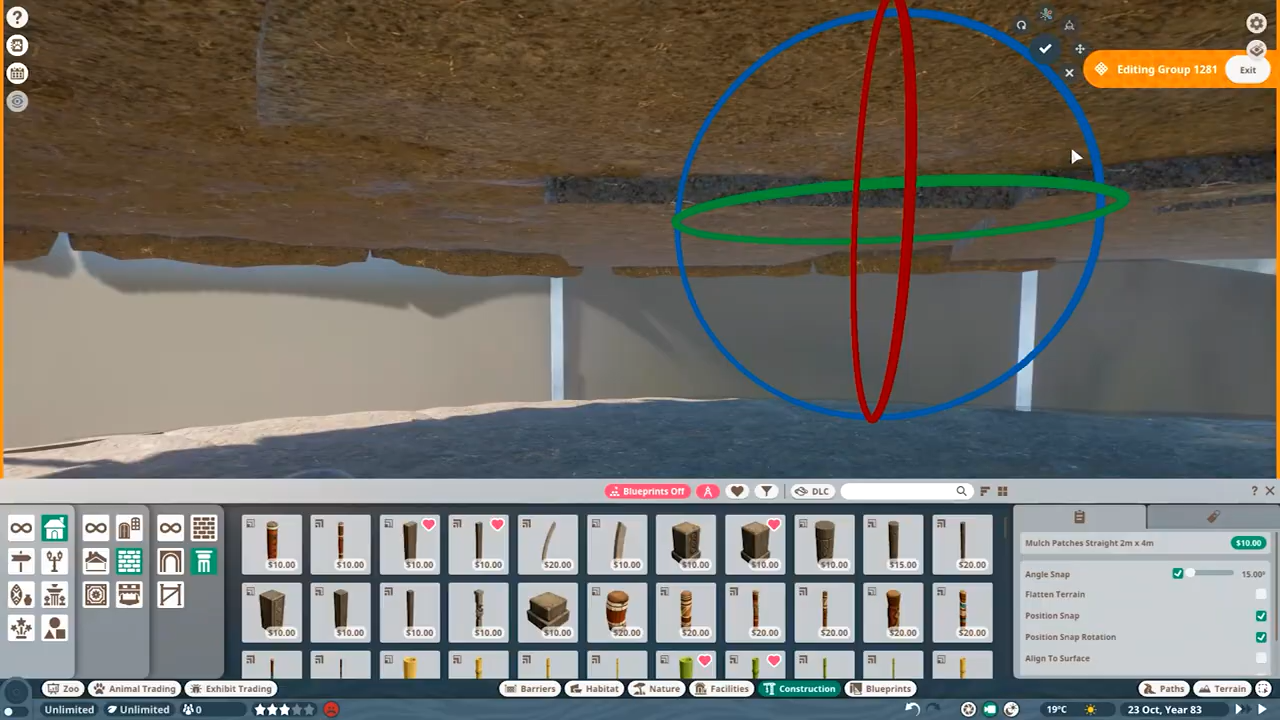 Editing Group 1281
Exit
Blueprints Off
DLC
$10.00 $10.00 $10.00 $10.00 $20.00 $10.00 $10.00 $10.00 $10.00 $15.00 $20.00
$10.00 $10.00 $10.00 $10.00 $10.00 $20.00 $20.00 $20.00 $20.00 $20.00 $20.00
Mulch Patches Straight 2m x 4m $10.00
Angle Snap 15.00°
Flatten Terrain
Position Snap
Position Snap Rotation
Align To Surface
Zoo Animal Trading Exhibit Trading Barriers Habitat Nature Facilities Construction Blueprints Paths Terrain
Unlimited Unlimited 0 19°C 23 Oct, Year 83